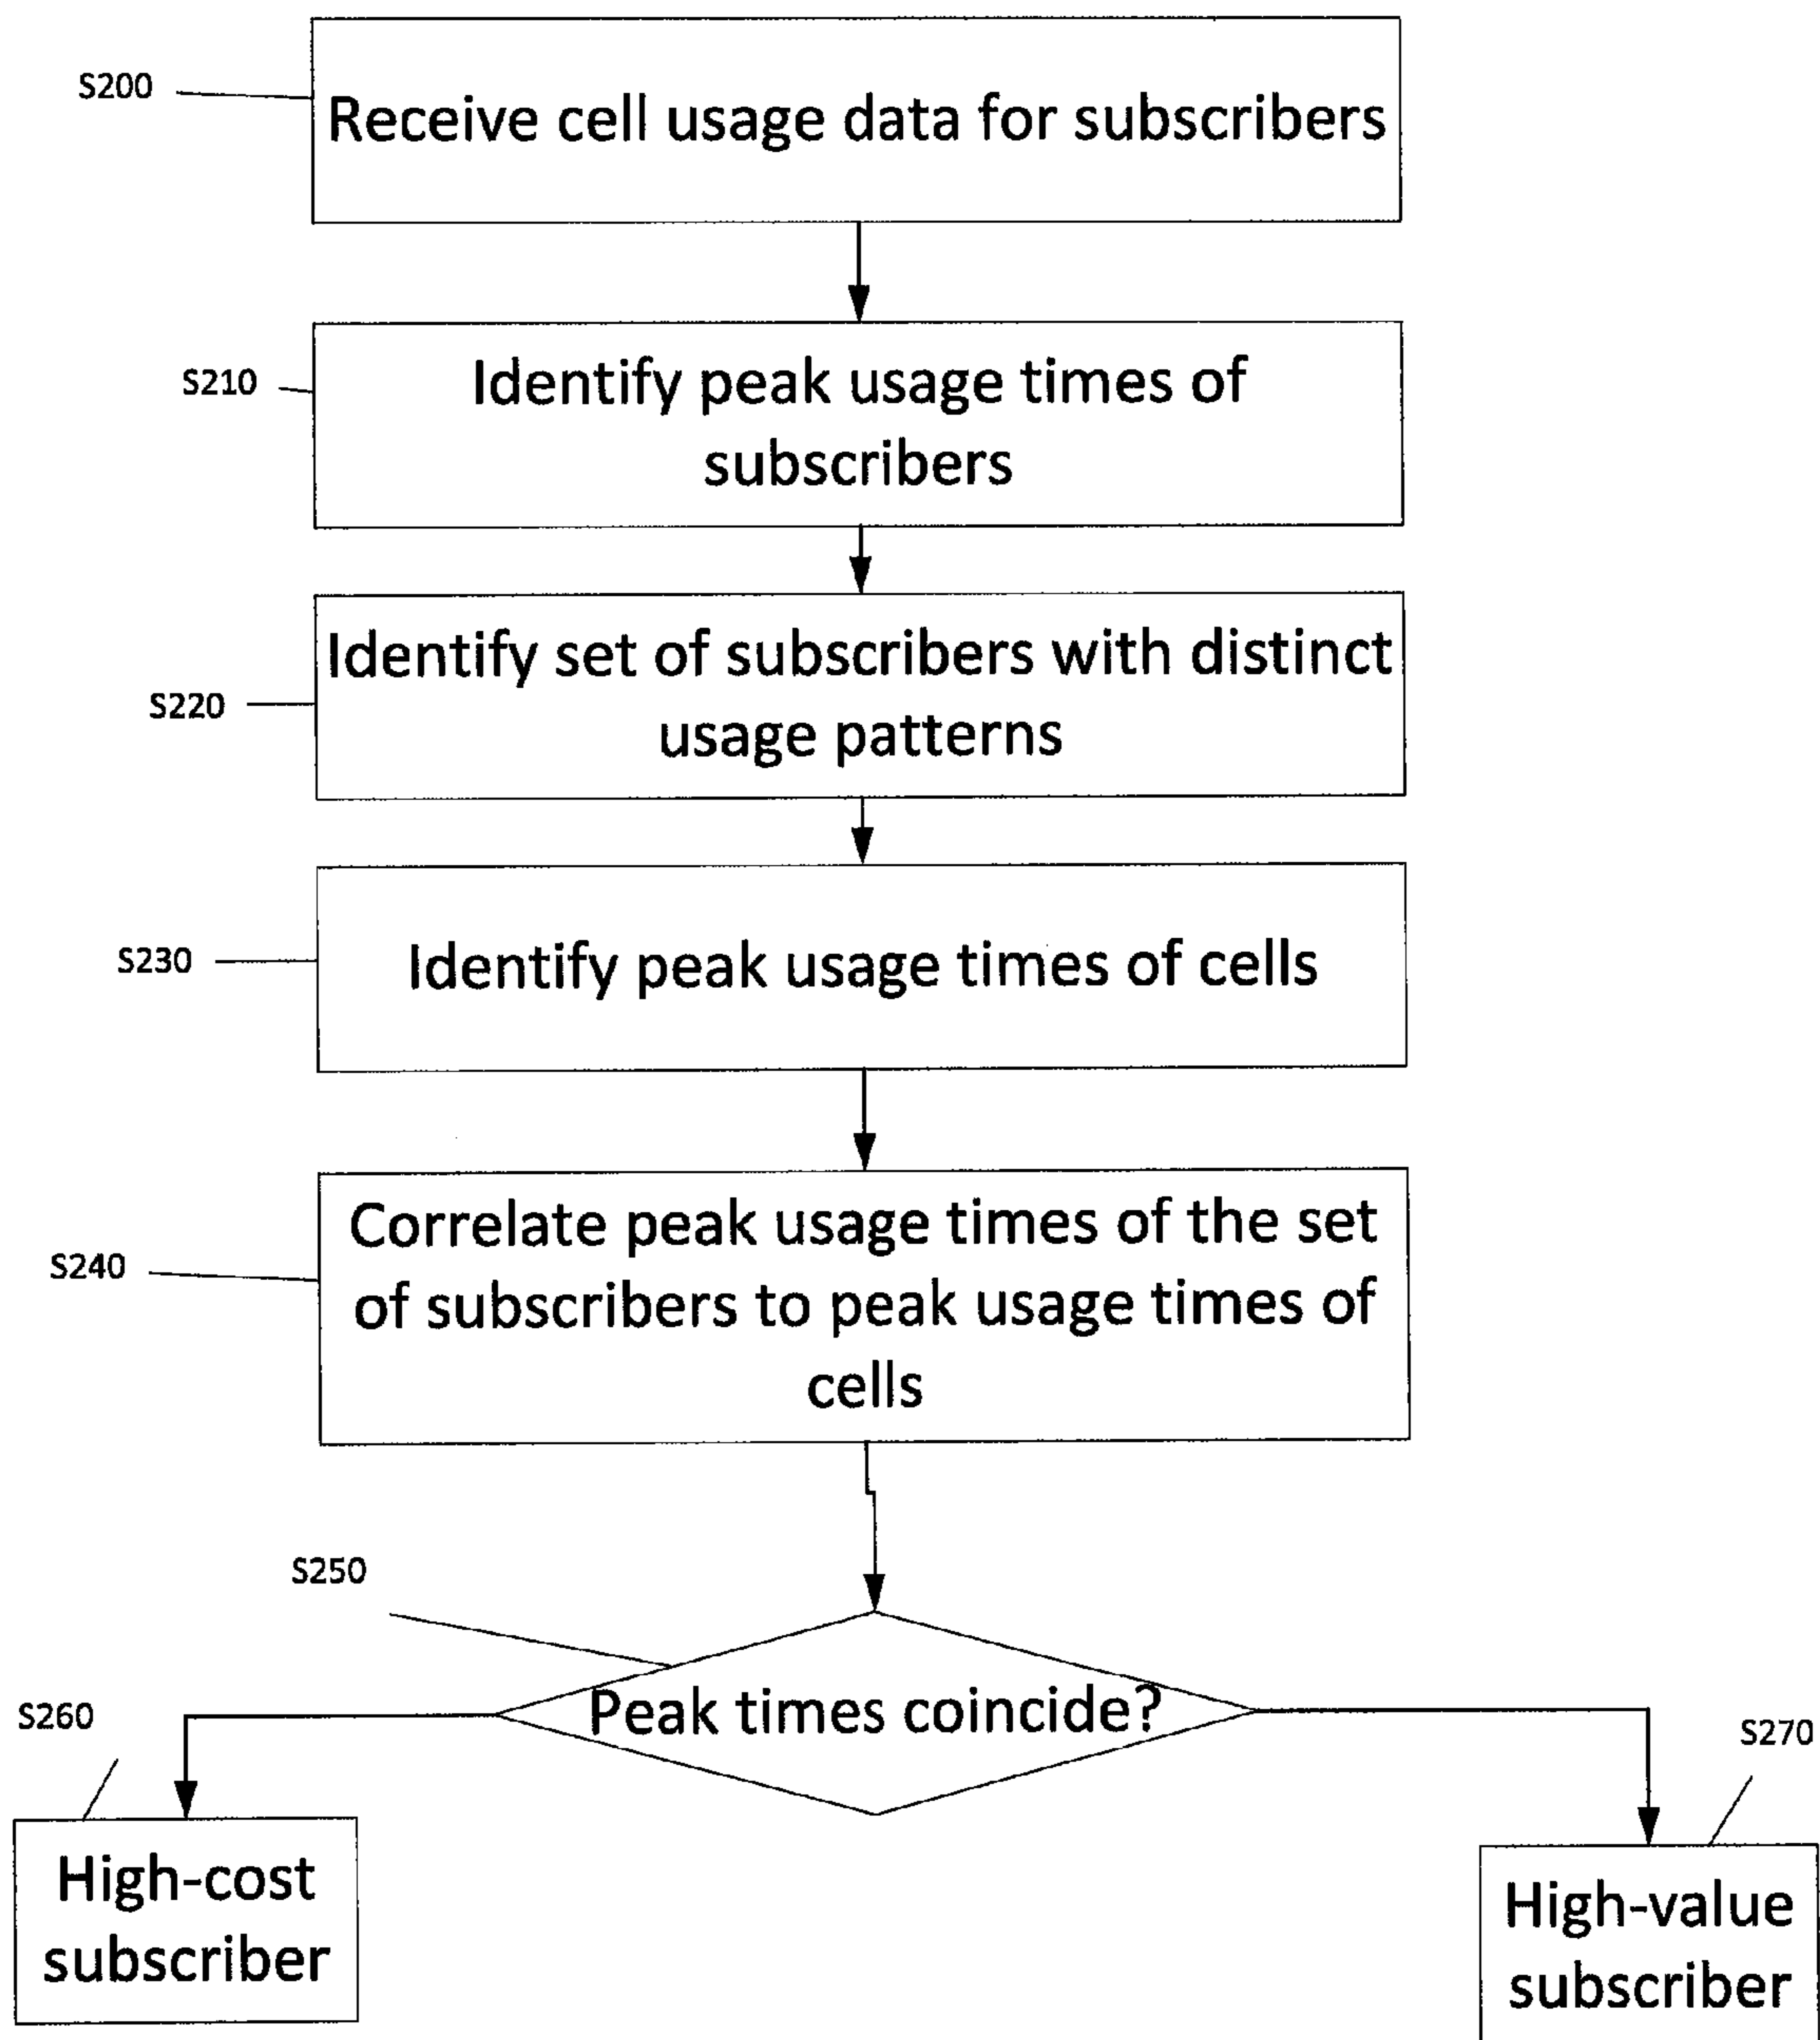 S200
Receive cell usage data for subscribers
S210
Identify peak usage times of
subscribers
S220
Identify set of subscribers with distinct
usage patterns
S230
Identify peak usage times of cells
S240
Correlate peak usage times of the set
of subscribers to peak usage times of
cells
S250
Peak times coincide?
S260
High-cost
subscriber
S270
High-value
subscriber